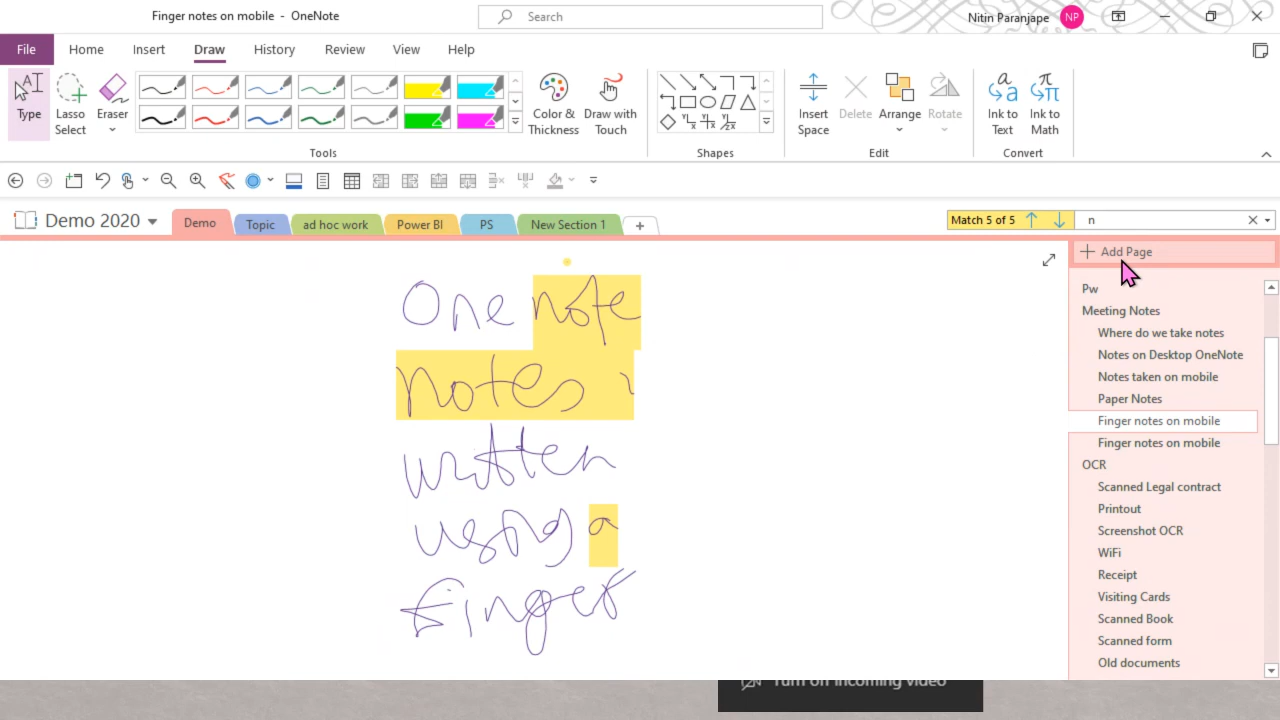 Finger notes on mobile - OneNote
Search
Nitin Paranjape NP
File Home Insert Draw History Review View Help
Type
Lasso Select
Eraser
Color & Thickness
Draw with Touch
Insert Space
Delete
Arrange
Rotate
Ink to Text
Ink to Math
Tools Shapes Edit Convert
Demo 2020 Demo Topic ad hoc work Power BI PS New Section 1 +
Match 5 of 5 n
Add Page
Pw
Meeting Notes
Where do we take notes
Notes on Desktop OneNote
Notes taken on mobile
Paper Notes
Finger notes on mobile
Finger notes on mobile
OCR
Scanned Legal contract
Printout
Screenshot OCR
WiFi
Receipt
Visiting Cards
Scanned Book
Scanned form
Old documents
One note
notes
written
using a
finger
Turn on incoming video